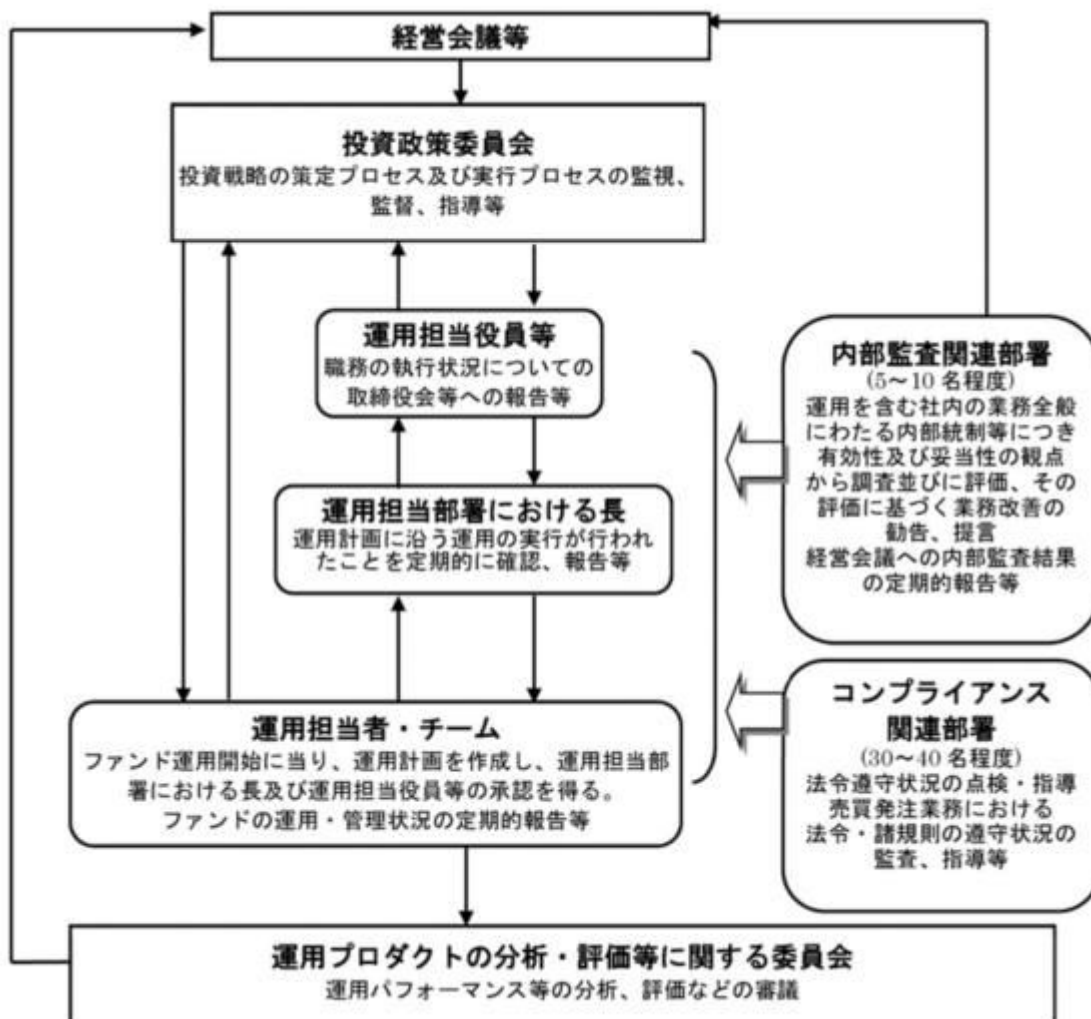 経営会議等
投資政策委員会
投資戦略の策定プロセス及び実行プロセスの監視、
監督、指導等
運用担当役員等
職務の執行状況についての
取締役会等への報告等
運用担当部署における長
運用計画に沿う運用の実行が行われ
たことを定期的に確認、報告等
運用担当者・チーム
ファンド運用開始に当り、運用計画を作成し、運用担当部
署における長及び運用担当役員等の承認を得る。
ファンドの運用・管理状況の定期的報告等
内部監査関連部署
(5～10 名程度)
運用を含む社内の業務全般
にわたる内部統制等につき
有効性及び妥当性の観点
から調査並びに評価、その
評価に基づく業務改善の
勧告、提言
経営会議への内部監査結果
の定期的報告等
コンプライアンス
関連部署
(30～40 名程度)
法令遵守状況の点検・指導
売買発注業務における
法令・諸規則の遵守状況の
監査、指導等
運用プロダクトの分析・評価等に関する委員会
運用パフォーマンス等の分析、評価などの審議